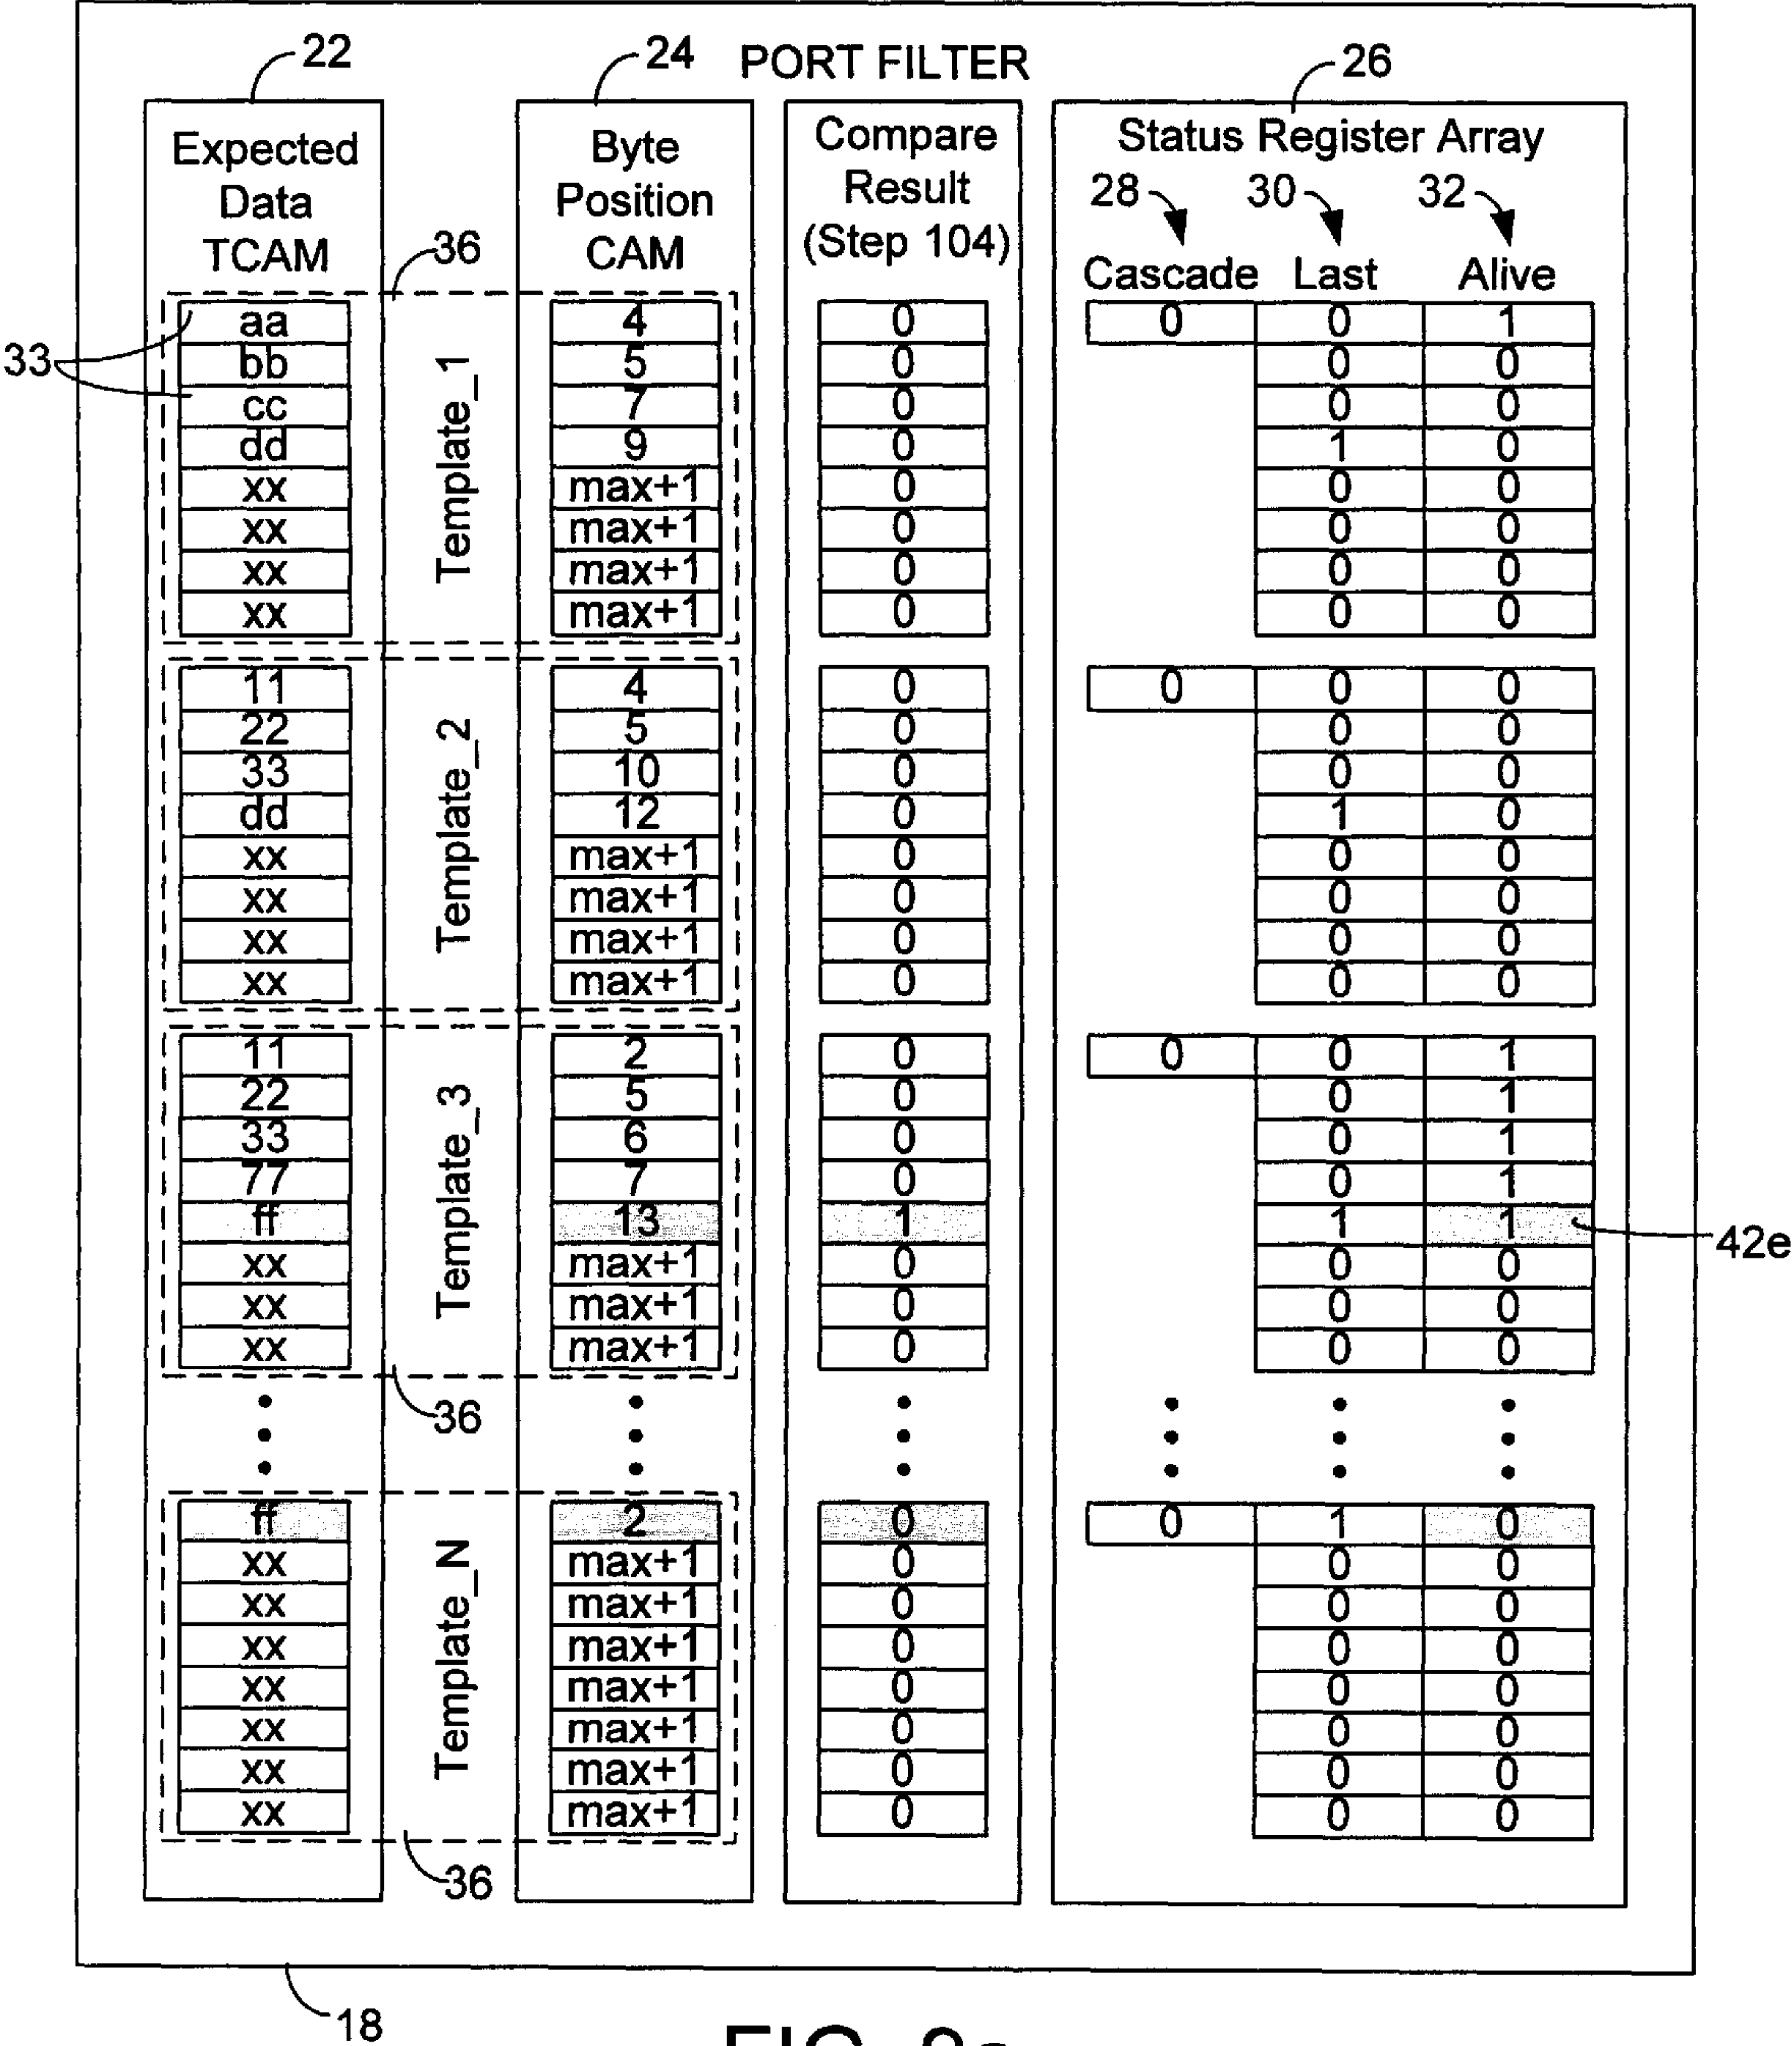 PORT FILTER
22
24
26
Expected
Data
TCAM
Byte
Position
CAM
Compare
Result
(Step 104)
Status Register Array
28
30
32
Cascade Last Alive
36
33
Template_1
aa 4 0 0 0 1
bb 5 0 0 0
cc 7 0 0 0
dd 9 0 1 0
xx max+1 0 0 0
xx max+1 0 0 0
xx max+1 0 0 0
xx max+1 0 0 0
Template_2
11 4 0 0 0 0
22 5 0 0 0
33 10 0 0 0
dd 12 0 1 0
xx max+1 0 0 0
xx max+1 0 0 0
xx max+1 0 0 0
xx max+1 0 0 0
Template_3
11 2 0 0 0 1
22 5 0 0 1
33 6 0 0 1
77 7 0 0 1
ff 13 1 1 1
42e
xx max+1 0 0 0
xx max+1 0 0 0
xx max+1 0 0 0
36
Template_N
ff 2 0 0 1 0
xx max+1 0 0 0
xx max+1 0 0 0
xx max+1 0 0 0
xx max+1 0 0 0
xx max+1 0 0 0
xx max+1 0 0 0
xx max+1 0 0 0
36
18
FIG.